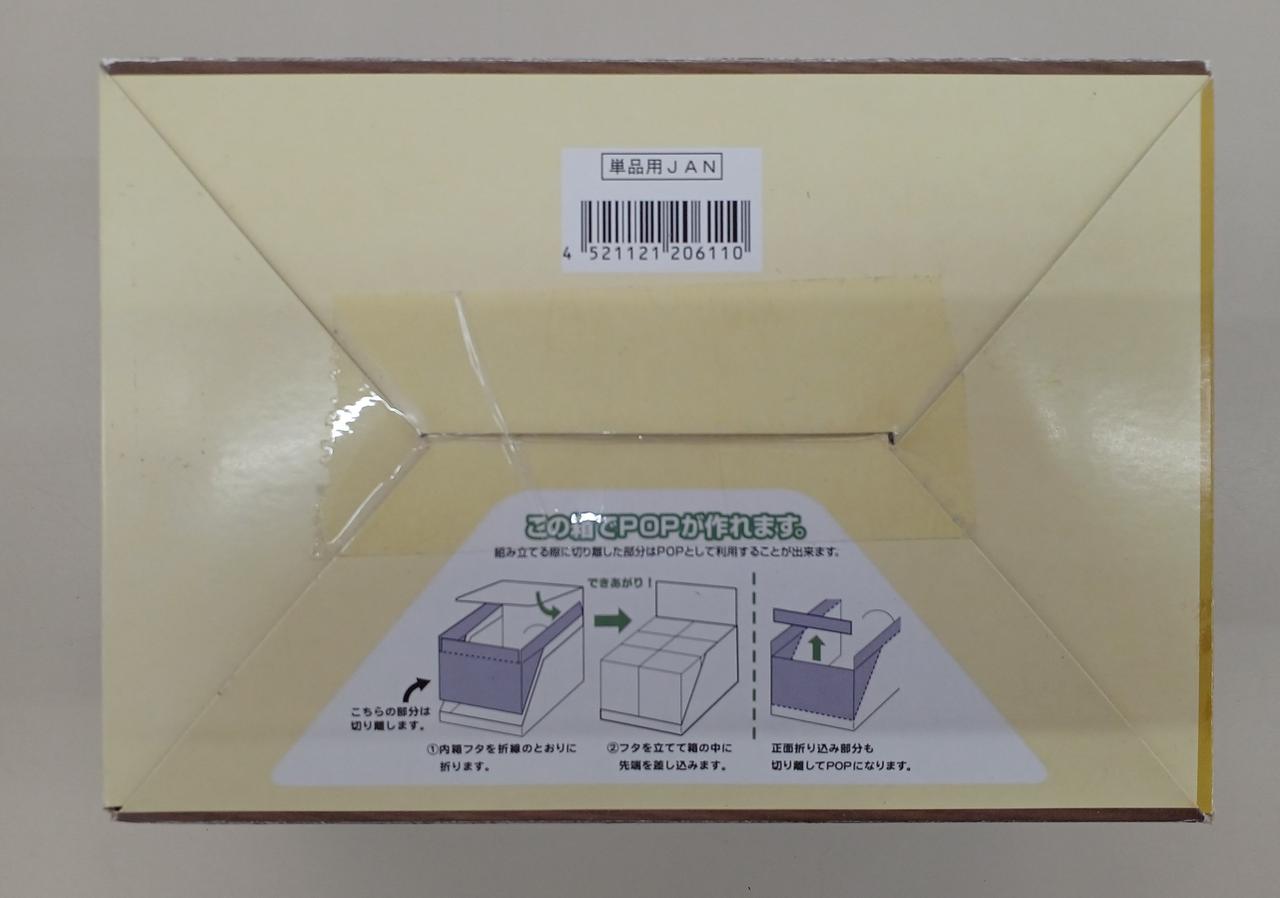 単品用JAN
4 521121 206110
この箱でPOPが作れます。
組み立てる際に切り離した部分はPOPとして利用することが出来ます。
できあがり!
こちらの部分は
切り離します。
①内箱フタを折線のとおりに
折ります。
②フタを立てて箱の中に
先端を差し込みます。
正面折り込み部分も
切り離してPOPになります。